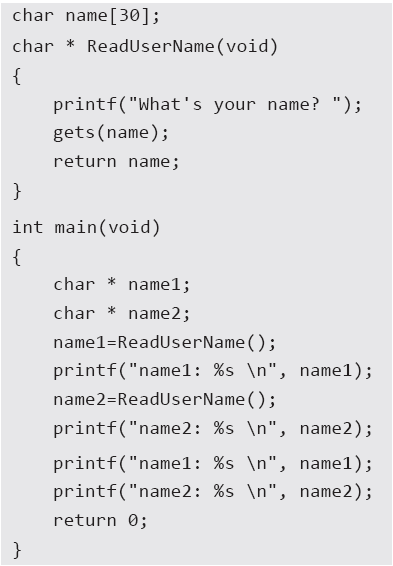 char name[30];
char * ReadUserName(void)
{
    printf("What's your name? ");
    gets(name);
    return name;
}
int main(void)
{
    char * name1;
    char * name2;
    name1=ReadUserName();
    printf("name1: %s \n", name1);
    name2=ReadUserName();
    printf("name2: %s \n", name2);
    printf("name1: %s \n", name1);
    printf("name2: %s \n", name2);
    return 0;
}